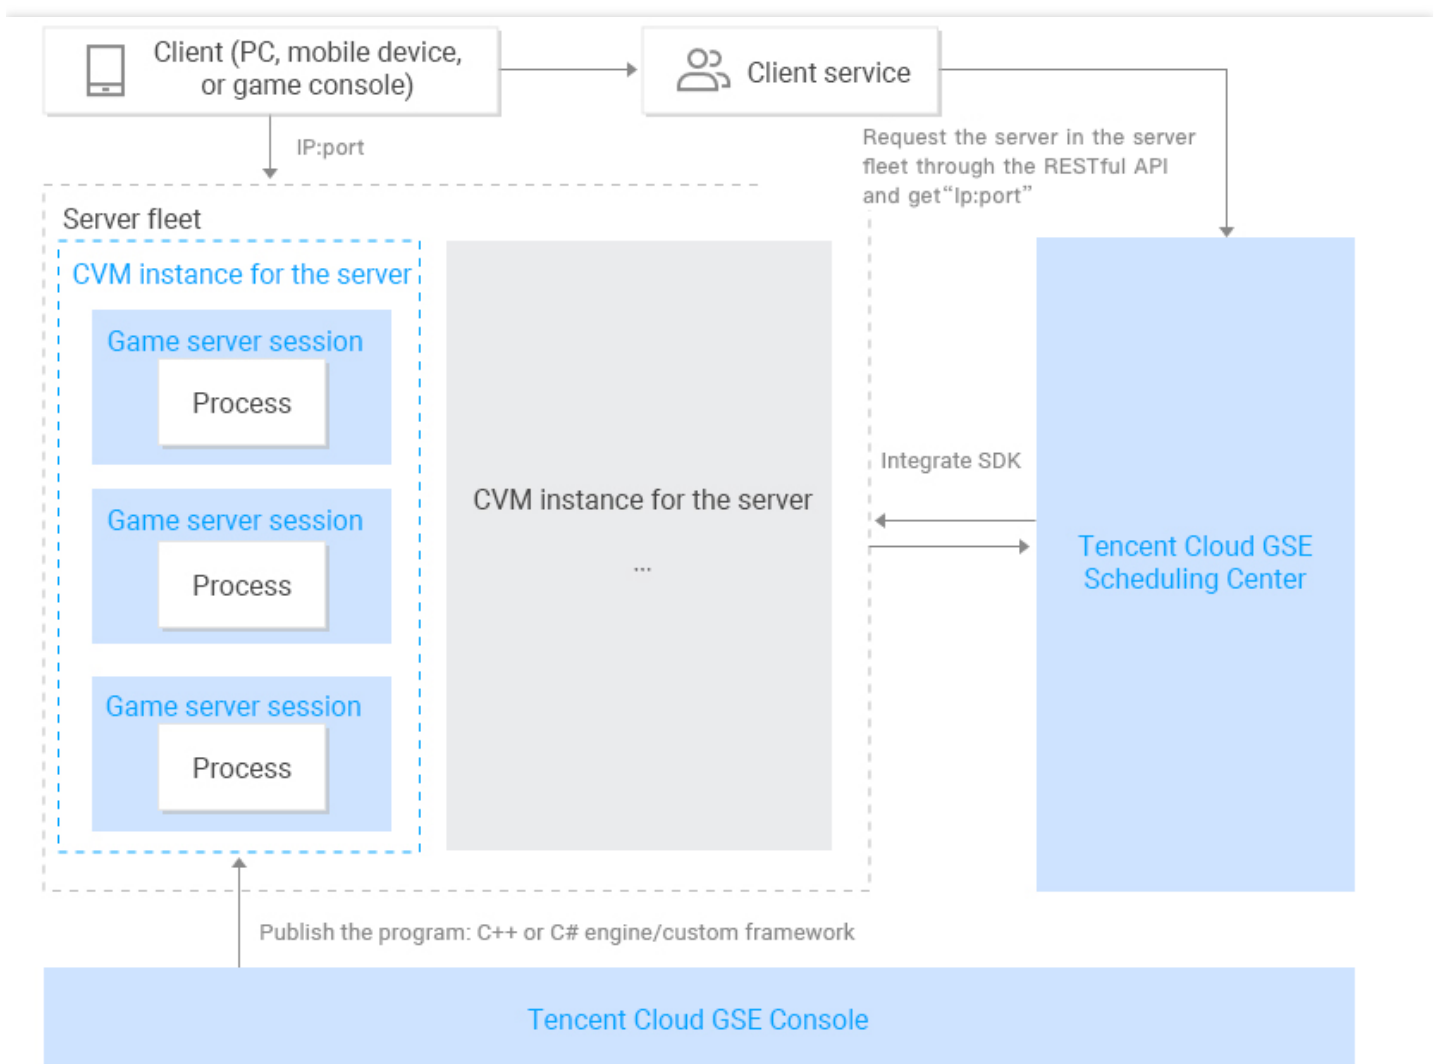 Client (PC, mobile device,
or game console)
Client service
IP:port
Request the server in the server
fleet through the RESTful API
and get“Ip:port”
Server fleet
CVM instance for the server
Game server session
Process
Game server session
Process
Game server session
Process
CVM instance for the server
...
Integrate SDK
Tencent Cloud GSE
Scheduling Center
Publish the program: C++ or C# engine/custom framework
Tencent Cloud GSE Console